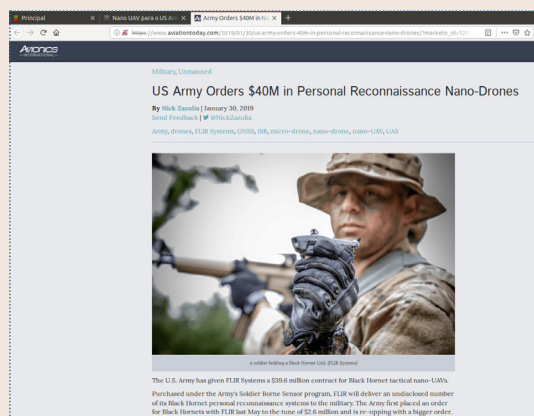 Principal
Nano UAV para o US Arm
Army Orders $40M in Na
https://www.aviationtoday.com/2019/01/30/us-army-orders-40m-in-personal-reconnaissance-nano-drones/?marketo_id=
AVIONICS
INTERNATIONAL
Military, Unmanned
US Army Orders $40M in Personal Reconnaissance Nano-Drones
By Nick Zazulia | January 30, 2019
Send Feedback | @NickZazulia
Army, drones, FLIR Systems, GNSS, ISR, micro-drone, nano-drone, nano-UAV, UAS
A soldier holding a Black Hornet UAS. (FLIR Systems)
The U.S. Army has given FLIR Systems a $39.6 million contract for Black Hornet tactical nano-UAVs.
Purchased under the Army's Soldier Borne Sensor program, FLIR will deliver an undisclosed number
of its Black Hornet personal reconnaissance systems to the military. The Army first placed an order
for Black Hornets with FLIR last May to the tune of $2.6 million and is re-upping with a bigger order.